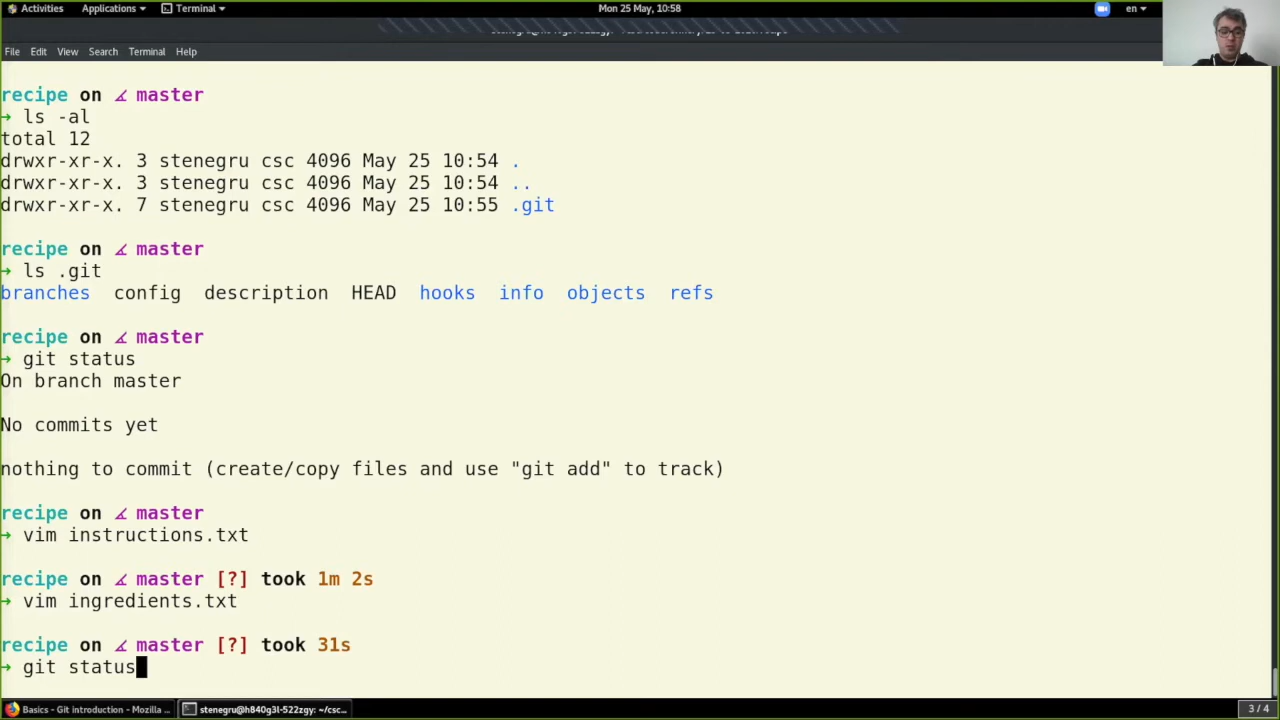 Activities Applications Terminal Mon 25 May, 10:58 en
File Edit View Search Terminal Help
recipe on master
→ ls -al
total 12
drwxr-xr-x. 3 stenegru csc 4096 May 25 10:54 .
drwxr-xr-x. 3 stenegru csc 4096 May 25 10:54 ..
drwxr-xr-x. 7 stenegru csc 4096 May 25 10:55 .git
recipe on master
→ ls .git
branches config description HEAD hooks info objects refs
recipe on master
→ git status
On branch master
No commits yet
nothing to commit (create/copy files and use "git add" to track)
recipe on master
→ vim instructions.txt
recipe on master [?] took 1m 2s
→ vim ingredients.txt
recipe on master [?] took 31s
→ git status
Basics - Git introduction - Mozilla ... stenegru@h840g3l-522zgy: ~/csc... 3 / 4